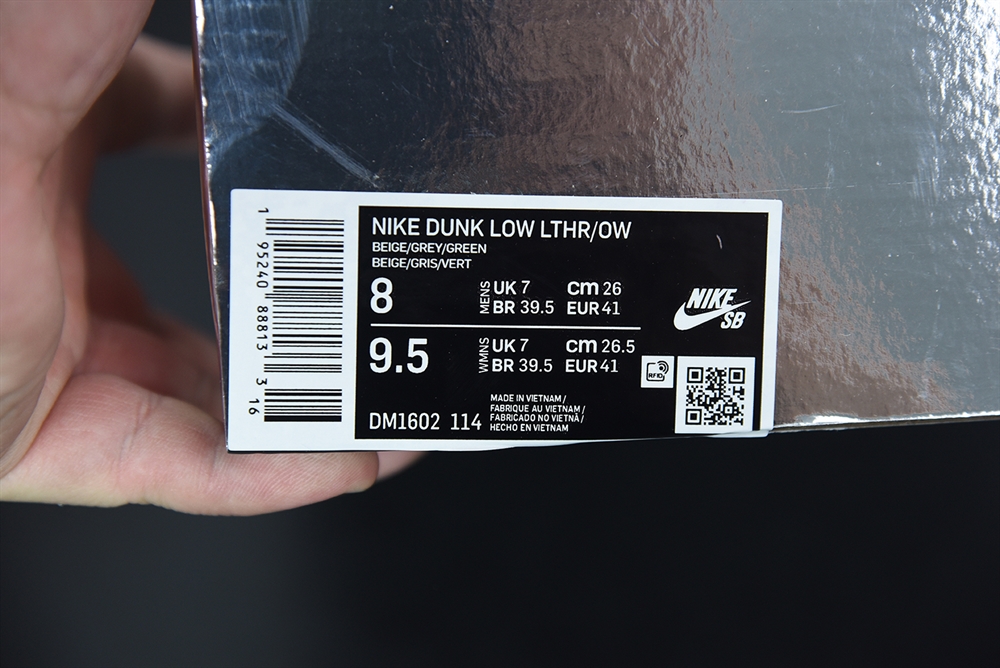 1 95240 88813 3 16
NIKE DUNK LOW LTHR/OW
BEIGE/GREY/GREEN
BEIGE/GRIS/VERT
8
MENS
UK 7 cm 26
BR 39.5 EUR 41
9.5
WMNS
UK 7 cm 26.5
BR 39.5 EUR 41
NIKE
SB
RFID
DM1602 114
MADE IN VIETNAM /
FABRIQUE AU VIETNAM /
FABRICADO NO VIETNÃ /
HECHO EN VIETNAM